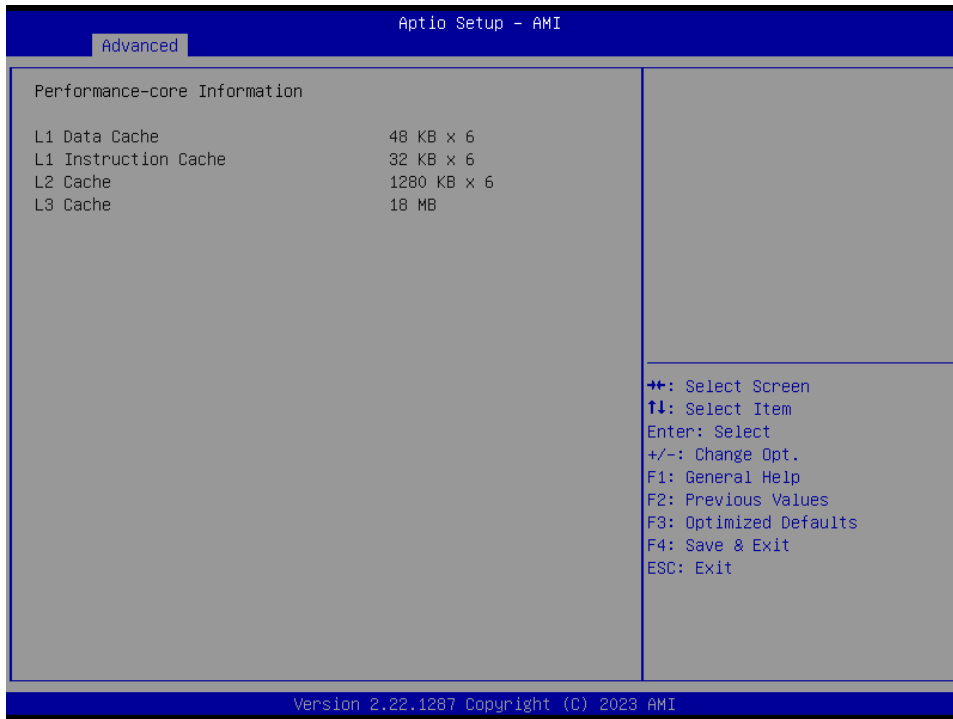 Aptio Setup – AMI
Advanced
Performance-core Information
L1 Data Cache 48 KB x 6
L1 Instruction Cache 32 KB x 6
L2 Cache 1280 KB x 6
L3 Cache 18 MB
→←: Select Screen
↑↓: Select Item
Enter: Select
+/-: Change Opt.
F1: General Help
F2: Previous Values
F3: Optimized Defaults
F4: Save & Exit
ESC: Exit
Version 2.22.1287 Copyright (C) 2023 AMI